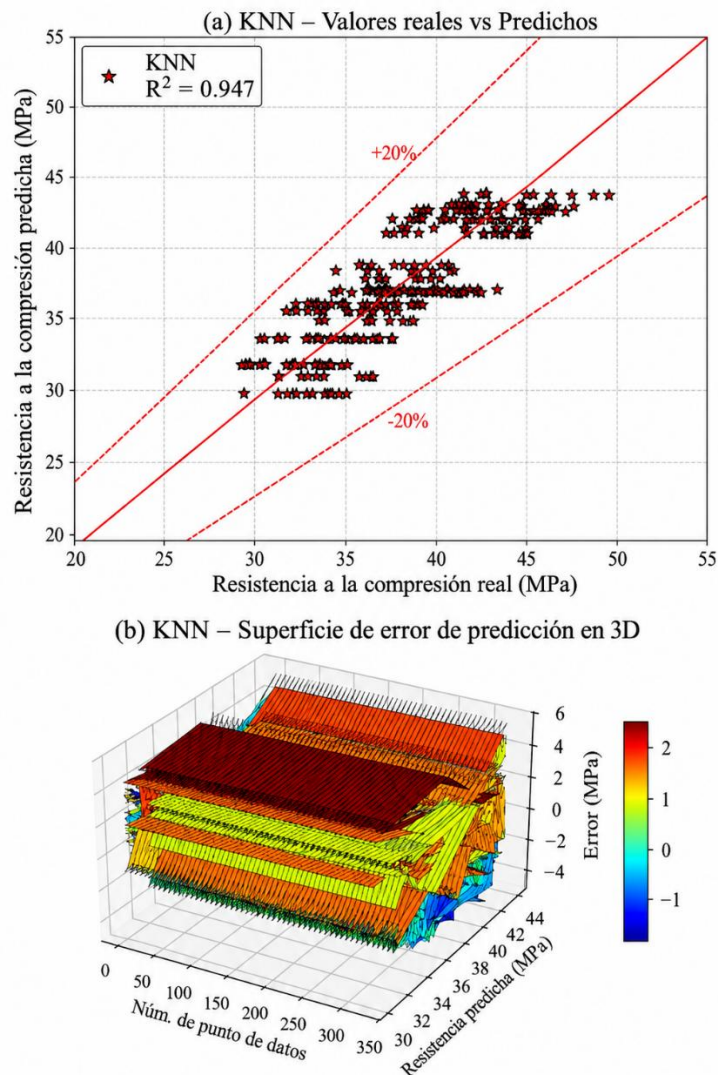 (a) KNN – Valores reales vs Predichos
KNN
R² = 0.947
+20%
-20%
55
50
45
40
35
30
25
20
Resistencia a la compresión predicha (MPa)
20 25 30 35 40 45 50 55
Resistencia a la compresión real (MPa)
(b) KNN – Superficie de error de predicción en 3D
6
4
2
0
−2
−4
Error (MPa)
2
1
0
−1
0 50 100 150 200 250 300 350
Núm. de punto de datos
30 32 34 36 38 40 42 44
Resistencia predicha (MPa)